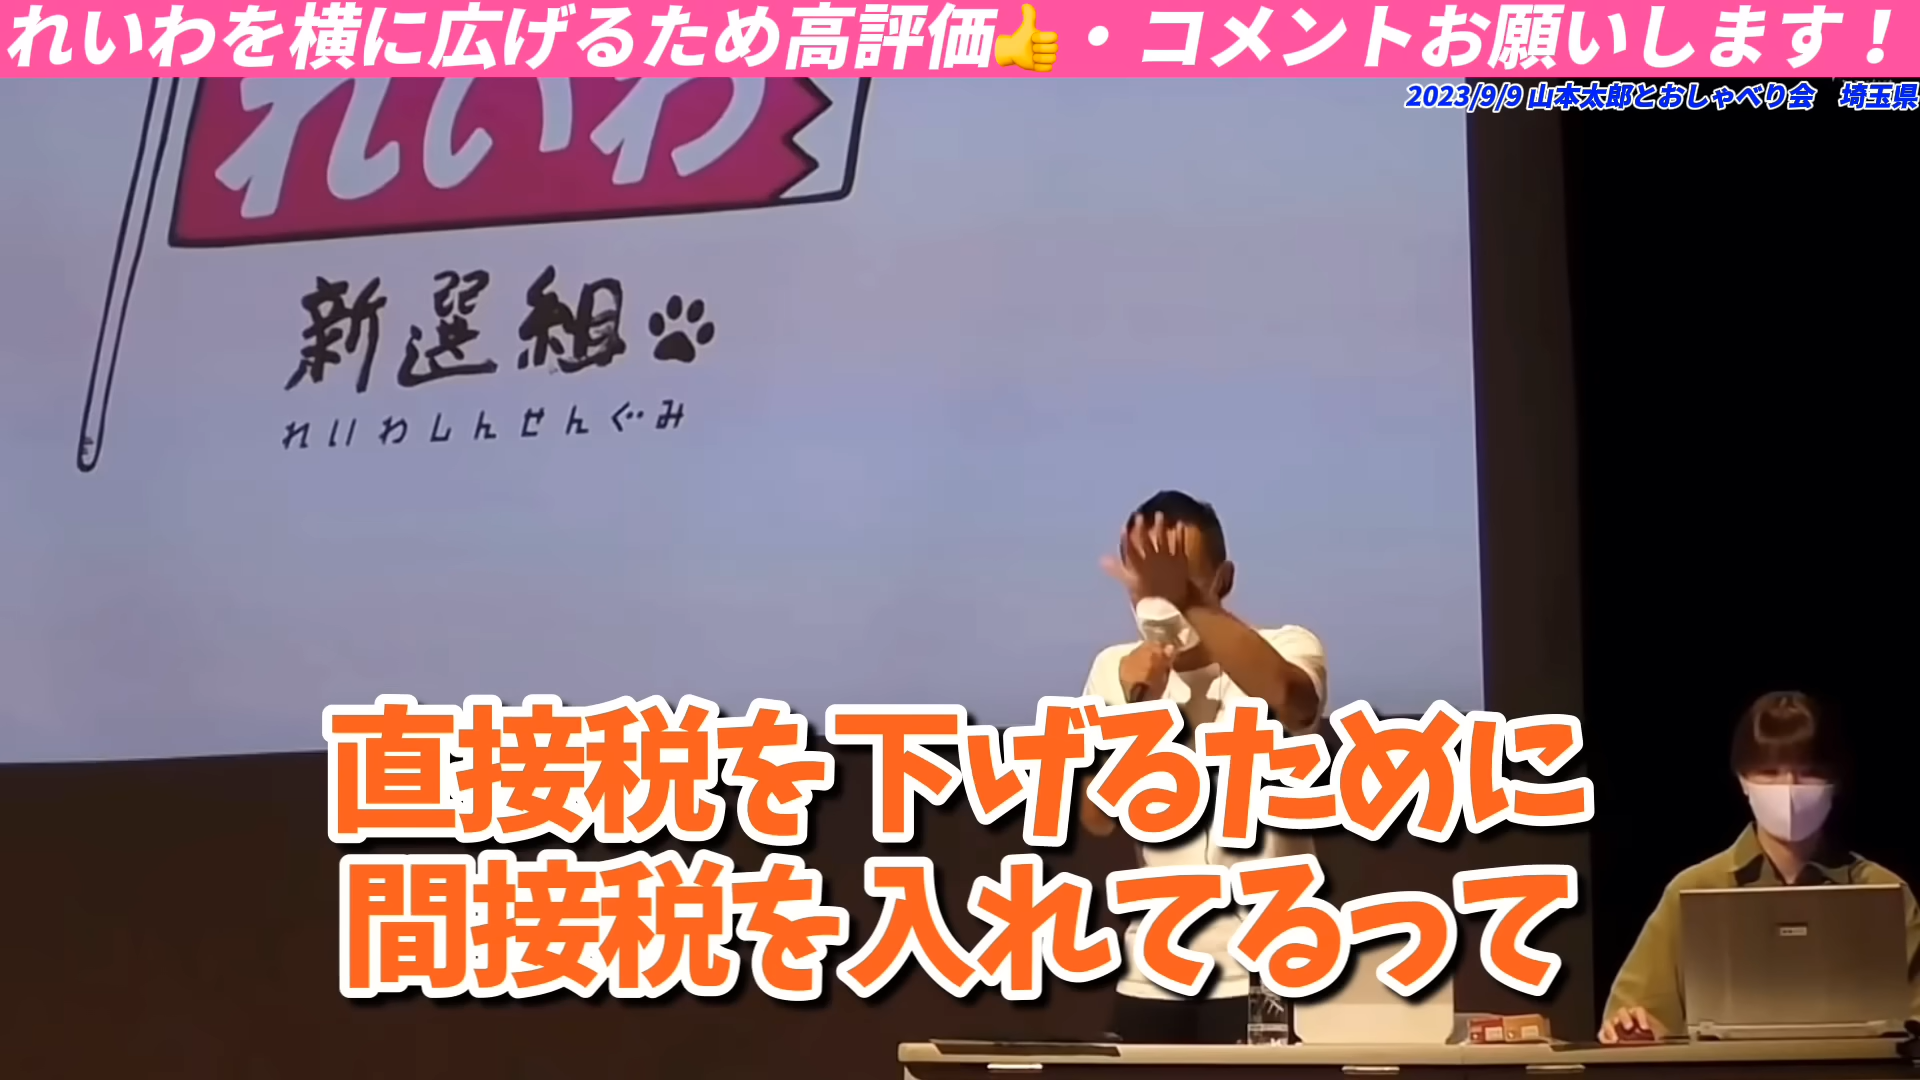 れいわを横に広げるため高評価👍・コメントお願いします！
2023/9/9 山本太郎とおしゃべり会　埼玉県
れいわ
新選組
れいわしんせんぐみ
直接税を下げるために
間接税を入れてるって